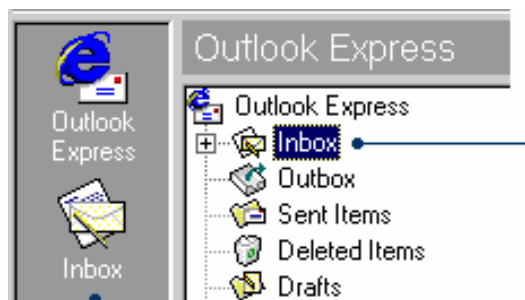 Outlook
Express
Inbox
Outlook Express
Outlook Express
Inbox
Outbox
Sent Items
Deleted Items
Drafts